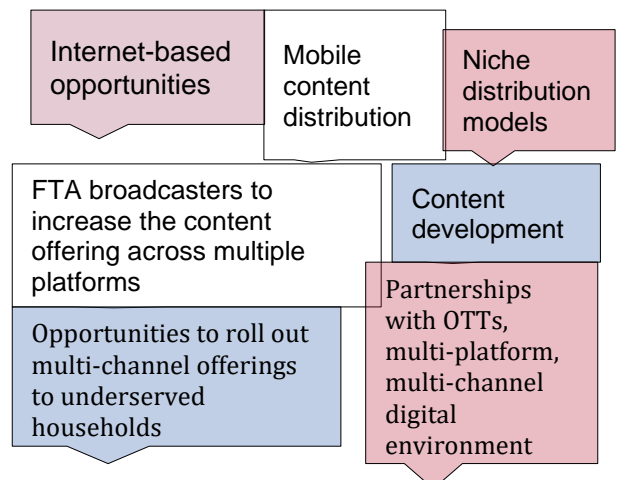 Internet-based
opportunities
Mobile
content
distribution
Niche
distribution
models
FTA broadcasters to
increase the content
offering across multiple
platforms
Content
development
Opportunities to roll out
multi-channel offerings
to underserved
households
Partnerships
with OTTs,
multi-platform,
multi-channel
digital
environment